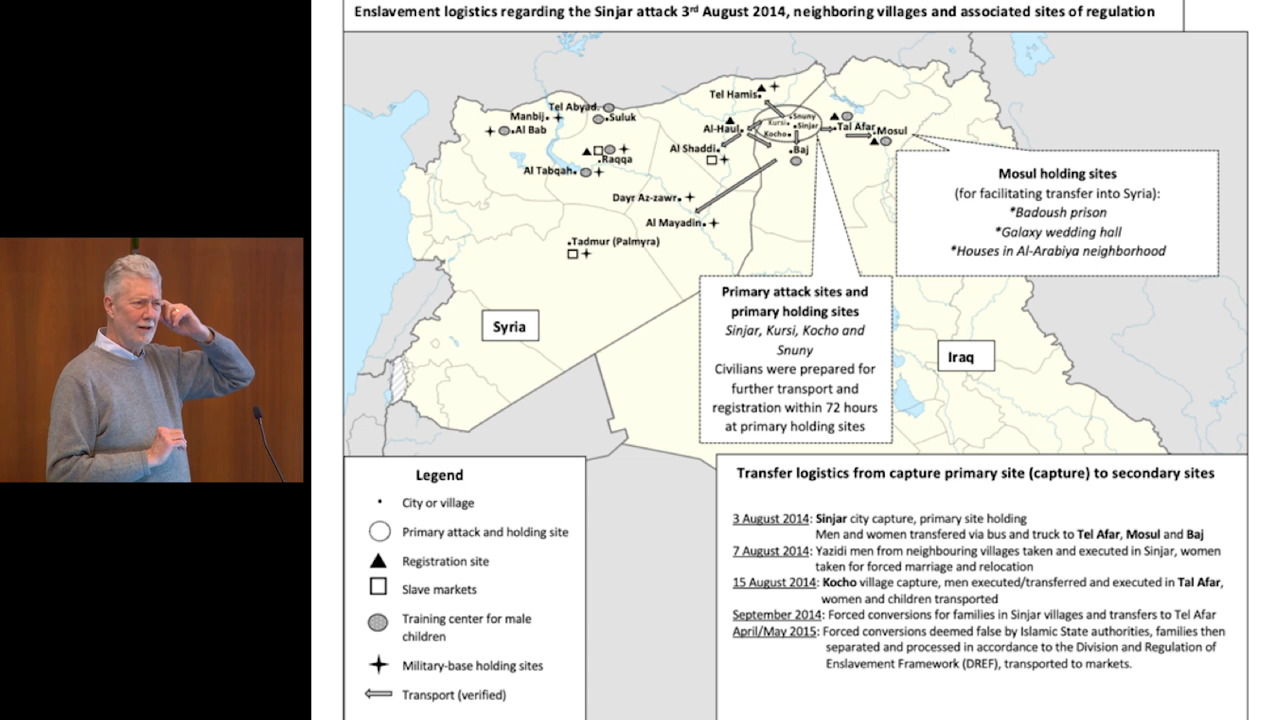 Enslavement logistics regarding the Sinjar attack 3rd August 2014, neighboring villages and associated sites of regulation
Tel Hamis
Tel Abyad
Manbij
Suluk
Al Bab
Al-Haul
Snuny
Kursi
Sinjar
Kocho
Tal Afar
Mosul
Al Shaddi
Baj
Raqqa
Al Tabqah
Dayr Az-zawr
Al Mayadin
Tadmur (Palmyra)
Syria
Iraq
Mosul holding sites
(for facilitating transfer into Syria):
*Badoush prison
*Galaxy wedding hall
*Houses in Al-Arabiya neighborhood
Primary attack sites and
primary holding sites
Sinjar, Kursi, Kocho and
Snuny
Civilians were prepared for
further transport and
registration within 72 hours
at primary holding sites
Legend
City or village
Primary attack and holding site
Registration site
Slave markets
Training center for male
children
Military-base holding sites
Transport (verified)
Transfer logistics from capture primary site (capture) to secondary sites
3 August 2014: Sinjar city capture, primary site holding
Men and women transfered via bus and truck to Tel Afar, Mosul and Baj
7 August 2014: Yazidi men from neighbouring villages taken and executed in Sinjar, women
taken for forced marriage and relocation
15 August 2014: Kocho village capture, men executed/transferred and executed in Tal Afar,
women and children transported
September 2014: Forced conversions for families in Sinjar villages and transfers to Tel Afar
April/May 2015: Forced conversions deemed false by Islamic State authorities, families then
separated and processed in accordance to the Division and Regulation of
Enslavement Framework (DREF), transported to markets.